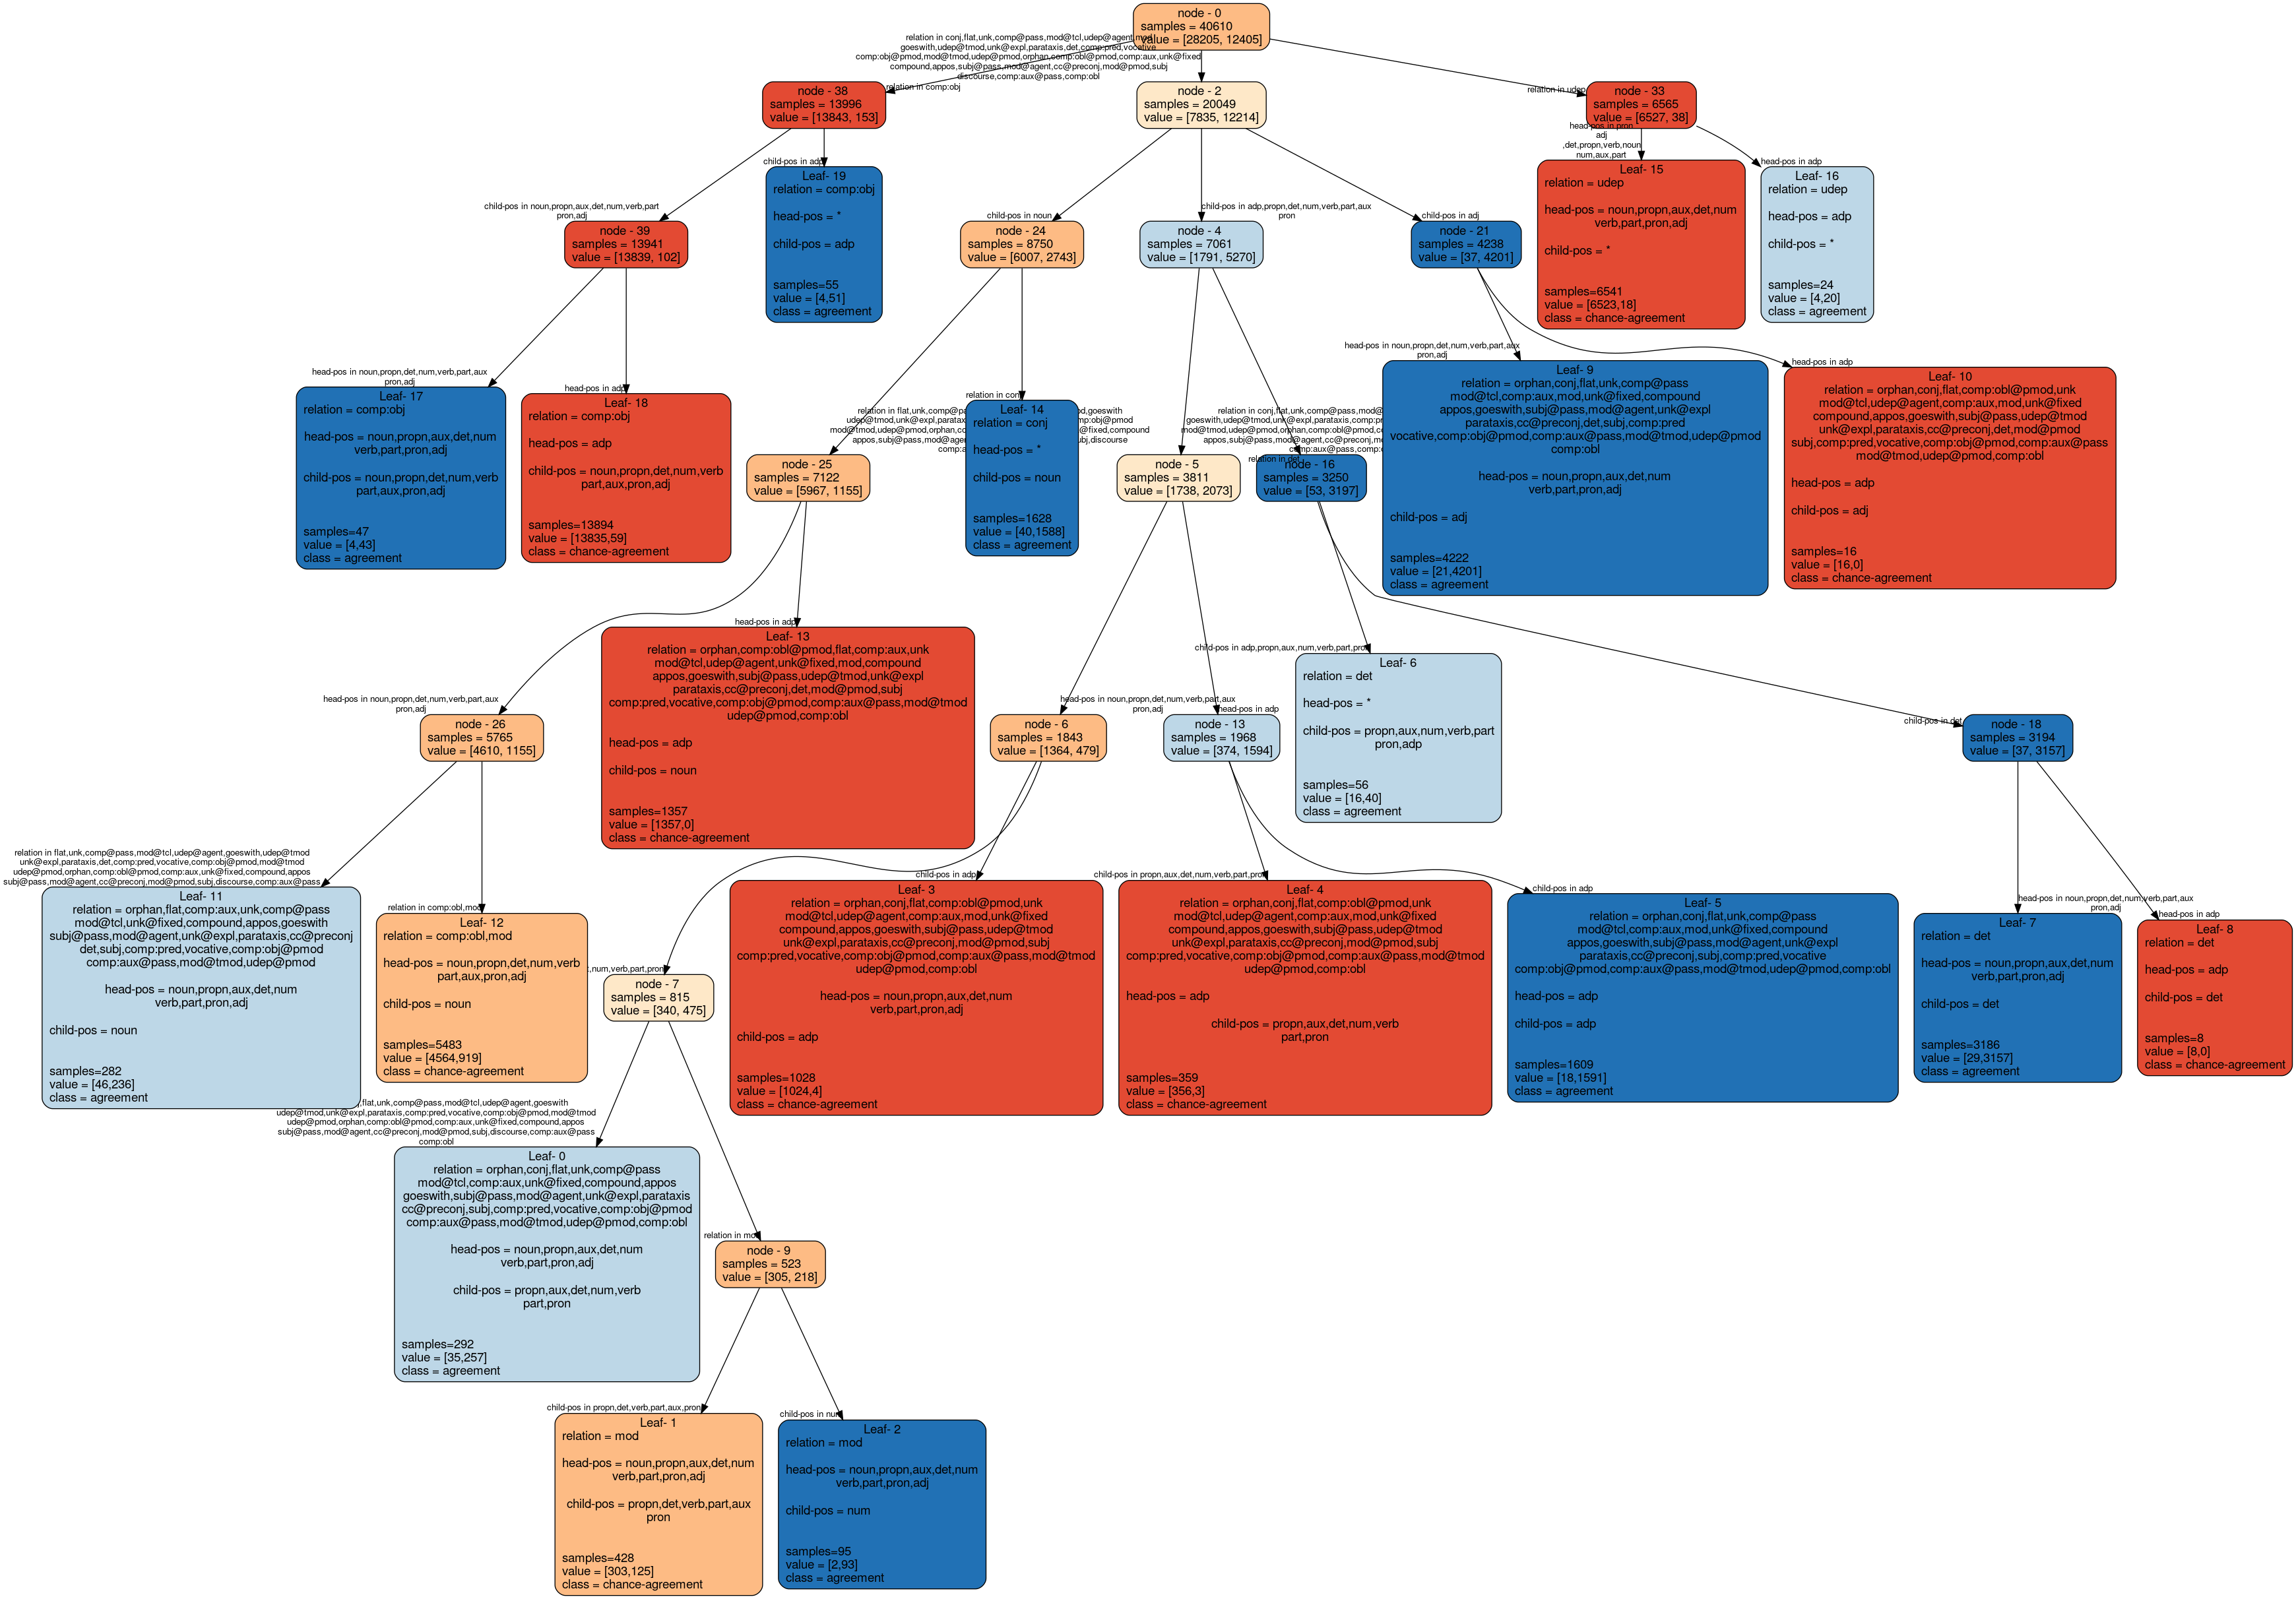 node - 0
samples = 40610
value = [28205, 12405]
relation in conj,flat,unk,comp@pass,mod@tcl,udep@agent,mod
goeswith,udep@tmod,unk@expl,parataxis,det,comp:pred,vocative
comp:obj@pmod,mod@tmod,udep@pmod,orphan,comp:obl@pmod,comp:aux,unk@fixed
compound,appos,subj@pass,mod@agent,cc@preconj,mod@pmod,subj
discourse,comp:aux@pass,comp:obl
relation in comp:obj
node - 38
samples = 13996
value = [13843, 153]
node - 2
samples = 20049
value = [7835, 12214]
relation in udep
node - 33
samples = 6565
value = [6527, 38]
head-pos in pron
adj
,det,propn,verb,noun
num,aux,part
head-pos in adp
child-pos in adp
Leaf- 19
relation = comp:obj
head-pos = *
child-pos = adp
samples=55
value = [4,51]
class = agreement
Leaf- 15
relation = udep
head-pos = noun,propn,aux,det,num
verb,part,pron,adj
child-pos = *
samples=6541
value = [6523,18]
class = chance-agreement
Leaf- 16
relation = udep
head-pos = adp
child-pos = *
samples=24
value = [4,20]
class = agreement
child-pos in noun,propn,aux,det,num,verb,part
pron,adj
node - 39
samples = 13941
value = [13839, 102]
child-pos in noun
node - 24
samples = 8750
value = [6007, 2743]
child-pos in adp,propn,det,num,verb,part,aux
pron
node - 4
samples = 7061
value = [1791, 5270]
child-pos in adj
node - 21
samples = 4238
value = [37, 4201]
head-pos in noun,propn,det,num,verb,part,aux
pron,adj
Leaf- 17
relation = comp:obj
head-pos = noun,propn,aux,det,num
verb,part,pron,adj
child-pos = noun,propn,det,num,verb
part,aux,pron,adj
samples=47
value = [4,43]
class = agreement
head-pos in adp
Leaf- 18
relation = comp:obj
head-pos = adp
child-pos = noun,propn,det,num,verb
part,aux,pron,adj
samples=13894
value = [13835,59]
class = chance-agreement
relation in flat,unk,comp@pa
udep@tmod,unk@expl,paratax
mod@tmod,udep@pmod,orphan,co
appos,subj@pass,mod@agen
comp:a
od,goeswith
omp:obj@pmod
@fixed,compound
ubj,discourse
node - 25
samples = 7122
value = [5967, 1155]
relation in conj
Leaf- 14
relation = conj
head-pos = *
child-pos = noun
samples=1628
value = [40,1588]
class = agreement
relation in conj,flat,unk,comp@pass,mod@
goeswith,udep@tmod,unk@expl,parataxis,comp:pre
mod@tmod,udep@pmod,orphan,comp:obl@pmod,co
appos,subj@pass,mod@agent,cc@preconj,m
comp:aux@pass,comp:o
node - 5
samples = 3811
value = [1738, 2073]
relation in det
node - 16
samples = 3250
value = [53, 3197]
head-pos in noun,propn,det,num,verb,part,aux
pron,adj
Leaf- 9
relation = orphan,conj,flat,unk,comp@pass
mod@tcl,comp:aux,mod,unk@fixed,compound
appos,goeswith,subj@pass,mod@agent,unk@expl
parataxis,cc@preconj,det,subj,comp:pred
vocative,comp:obj@pmod,comp:aux@pass,mod@tmod,udep@pmod
comp:obl
head-pos = noun,propn,aux,det,num
verb,part,pron,adj
child-pos = adj
samples=4222
value = [21,4201]
class = agreement
head-pos in adp
Leaf- 10
relation = orphan,conj,flat,comp:obl@pmod,unk
mod@tcl,udep@agent,comp:aux,mod,unk@fixed
compound,appos,goeswith,subj@pass,udep@tmod
unk@expl,parataxis,cc@preconj,det,mod@pmod
subj,comp:pred,vocative,comp:obj@pmod,comp:aux@pass
mod@tmod,udep@pmod,comp:obl
head-pos = adp
child-pos = adj
samples=16
value = [16,0]
class = chance-agreement
head-pos in noun,propn,det,num,verb,part,aux
pron,adj
node - 26
samples = 5765
value = [4610, 1155]
head-pos in adp
Leaf- 13
relation = orphan,comp:obl@pmod,flat,comp:aux,unk
mod@tcl,udep@agent,unk@fixed,mod,compound
appos,goeswith,subj@pass,udep@tmod,unk@expl
parataxis,cc@preconj,det,mod@pmod,subj
comp:pred,vocative,comp:obj@pmod,comp:aux@pass,mod@tmod
udep@pmod,comp:obl
head-pos = adp
child-pos = noun
samples=1357
value = [1357,0]
class = chance-agreement
head-pos in noun,propn,det,num,verb,part,aux
pron,adj
node - 6
samples = 1843
value = [1364, 479]
head-pos in adp
node - 13
samples = 1968
value = [374, 1594]
child-pos in adp,propn,aux,num,verb,part,pron
Leaf- 6
relation = det
head-pos = *
child-pos = propn,aux,num,verb,part
pron,adp
samples=56
value = [16,40]
class = agreement
child-pos in det
node - 18
samples = 3194
value = [37, 3157]
relation in flat,unk,comp@pass,mod@tcl,udep@agent,goeswith,udep@tmod
unk@expl,parataxis,det,comp:pred,vocative,comp:obj@pmod,mod@tmod
udep@pmod,orphan,comp:obl@pmod,comp:aux,unk@fixed,compound,appos
subj@pass,mod@agent,cc@preconj,mod@pmod,subj,discourse,comp:aux@pass
Leaf- 11
relation = orphan,flat,comp:aux,unk,comp@pass
mod@tcl,unk@fixed,compound,appos,goeswith
subj@pass,mod@agent,unk@expl,parataxis,cc@preconj
det,subj,comp:pred,vocative,comp:obj@pmod
comp:aux@pass,mod@tmod,udep@pmod
head-pos = noun,propn,aux,det,num
verb,part,pron,adj
child-pos = noun
samples=282
value = [46,236]
class = agreement
relation in comp:obl,mod
Leaf- 12
relation = comp:obl,mod
head-pos = noun,propn,det,num,verb
part,aux,pron,adj
child-pos = noun
samples=5483
value = [4564,919]
class = chance-agreement
,num,verb,part,pron
node - 7
samples = 815
value = [340, 475]
child-pos in adp
Leaf- 3
relation = orphan,conj,flat,comp:obl@pmod,unk
mod@tcl,udep@agent,comp:aux,mod,unk@fixed
compound,appos,goeswith,subj@pass,udep@tmod
unk@expl,parataxis,cc@preconj,mod@pmod,subj
comp:pred,vocative,comp:obj@pmod,comp:aux@pass,mod@tmod
udep@pmod,comp:obl
head-pos = noun,propn,aux,det,num
verb,part,pron,adj
child-pos = adp
samples=1028
value = [1024,4]
class = chance-agreement
child-pos in propn,aux,det,num,verb,part,pron
Leaf- 4
relation = orphan,conj,flat,comp:obl@pmod,unk
mod@tcl,udep@agent,comp:aux,mod,unk@fixed
compound,appos,goeswith,subj@pass,udep@tmod
unk@expl,parataxis,cc@preconj,mod@pmod,subj
comp:pred,vocative,comp:obj@pmod,comp:aux@pass,mod@tmod
udep@pmod,comp:obl
head-pos = adp
child-pos = propn,aux,det,num,verb
part,pron
samples=359
value = [356,3]
class = chance-agreement
child-pos in adp
Leaf- 5
relation = orphan,conj,flat,unk,comp@pass
mod@tcl,comp:aux,mod,unk@fixed,compound
appos,goeswith,subj@pass,mod@agent,unk@expl
parataxis,cc@preconj,subj,comp:pred,vocative
comp:obj@pmod,comp:aux@pass,mod@tmod,udep@pmod,comp:obl
head-pos = adp
child-pos = adp
samples=1609
value = [18,1591]
class = agreement
head-pos in noun,propn,det,num,verb,part,aux
pron,adj
Leaf- 7
relation = det
head-pos = noun,propn,aux,det,num
verb,part,pron,adj
child-pos = det
samples=3186
value = [29,3157]
class = agreement
head-pos in adp
Leaf- 8
relation = det
head-pos = adp
child-pos = det
samples=8
value = [8,0]
class = chance-agreement
j,flat,unk,comp@pass,mod@tcl,udep@agent,goeswith
udep@tmod,unk@expl,parataxis,comp:pred,vocative,comp:obj@pmod,mod@tmod
udep@pmod,orphan,comp:obl@pmod,comp:aux,unk@fixed,compound,appos
subj@pass,mod@agent,cc@preconj,mod@pmod,subj,discourse,comp:aux@pass
comp:obl
Leaf- 0
relation = orphan,conj,flat,unk,comp@pass
mod@tcl,comp:aux,unk@fixed,compound,appos
goeswith,subj@pass,mod@agent,unk@expl,parataxis
cc@preconj,subj,comp:pred,vocative,comp:obj@pmod
comp:aux@pass,mod@tmod,udep@pmod,comp:obl
head-pos = noun,propn,aux,det,num
verb,part,pron,adj
child-pos = propn,aux,det,num,verb
part,pron
samples=292
value = [35,257]
class = agreement
relation in mod
node - 9
samples = 523
value = [305, 218]
child-pos in propn,det,verb,part,aux,pron
Leaf- 1
relation = mod
head-pos = noun,propn,aux,det,num
verb,part,pron,adj
child-pos = propn,det,verb,part,aux
pron
samples=428
value = [303,125]
class = chance-agreement
child-pos in num
Leaf- 2
relation = mod
head-pos = noun,propn,aux,det,num
verb,part,pron,adj
child-pos = num
samples=95
value = [2,93]
class = agreement